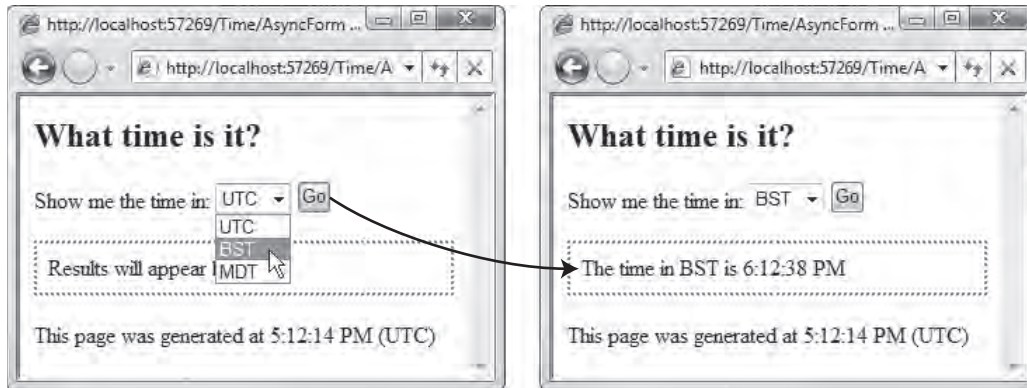 http://localhost:57269/Time/AsyncForm ...
http://localhost:57269/Time/A
What time is it?
Show me the time in: UTC Go
UTC
BST
MDT
Results will appear
This page was generated at 5:12:14 PM (UTC)
http://localhost:57269/Time/AsyncForm ...
http://localhost:57269/Time/A
What time is it?
Show me the time in: BST Go
The time in BST is 6:12:38 PM
This page was generated at 5:12:14 PM (UTC)